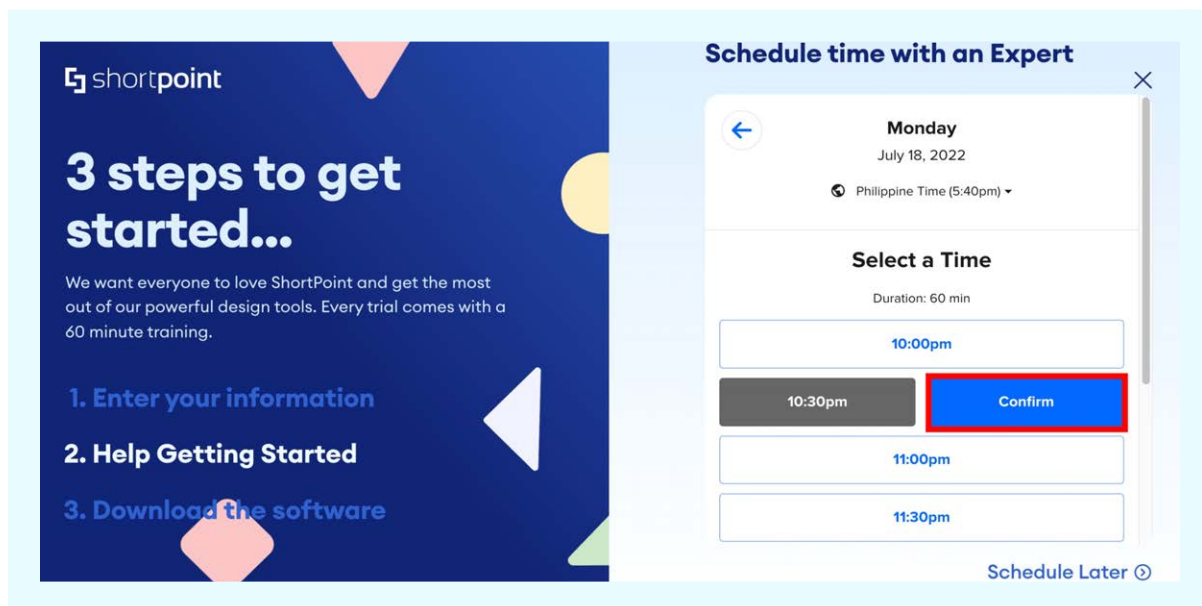 shortpoint
3 steps to get
started...
We want everyone to love ShortPoint and get the most
out of our powerful design tools. Every trial comes with a
60 minute training.
1. Enter your information
2. Help Getting Started
3. Download the software
Schedule time with an Expert
Monday
July 18, 2022
Philippine Time (5:40pm)
Select a Time
Duration: 60 min
10:00pm
10:30pm
Confirm
11:00pm
11:30pm
Schedule Later